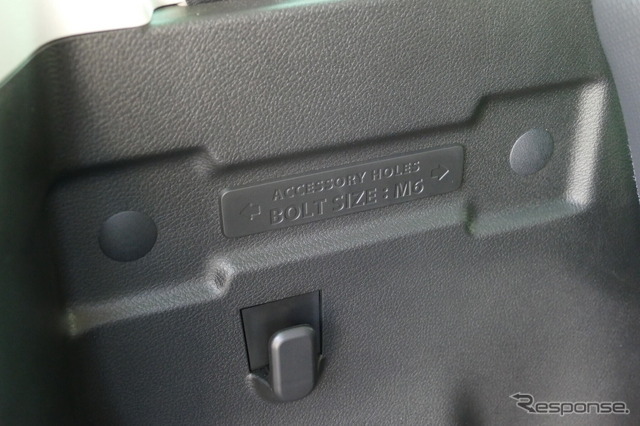 ACCESSORY HOLES
BOLT SIZE : M6
Response.